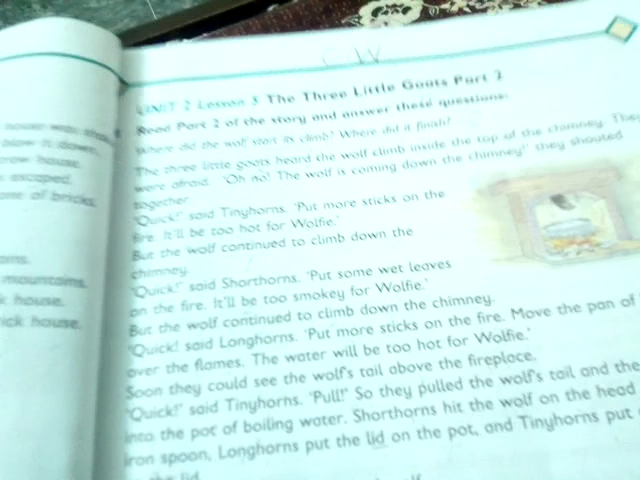 house was
blow it down.
house.
escaped.
one of bricks.
mountains.
house.
ick house.
C W
UNIT 2 Lesson 5 The Three Little Goats Part 2
Read Part 2 of the story and answer these questions.
Where did the wolf start its climb? Where did it finish?
The three little goats heard the wolf climb inside the top of the chimney. They
were afraid. 'Oh no! The wolf is coming down the chimney!' they shouted
together.
'Quick!' said Tinyhorns. 'Put more sticks on the
fire. It'll be too hot for Wolfie.'
But the wolf continued to climb down the
chimney.
'Quick!' said Shorthorns. 'Put some wet leaves
on the fire. It'll be too smokey for Wolfie.'
But the wolf continued to climb down the chimney.
'Quick! said Longhorns. 'Put more sticks on the fire. Move the pan of
over the flames. The water will be too hot for Wolfie.'
Soon they could see the wolf's tail above the fireplace.
'Quick!' said Tinyhorns. 'Pull!' So they pulled the wolf's tail and the
into the pot of boiling water. Shorthorns hit the wolf on the head
iron spoon, Longhorns put the lid on the pot, and Tinyhorns put
the lid.